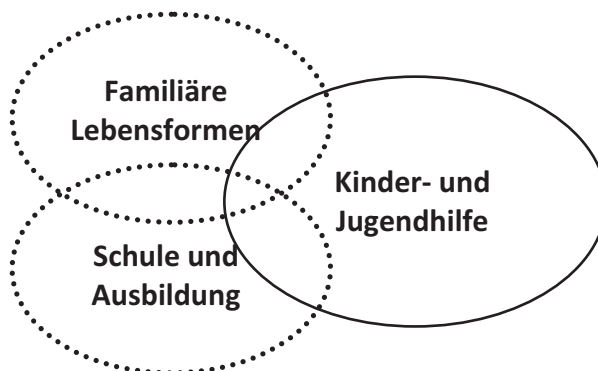 Familiäre
Lebensformen
Kinder- und
Jugendhilfe
Schule und
Ausbildung